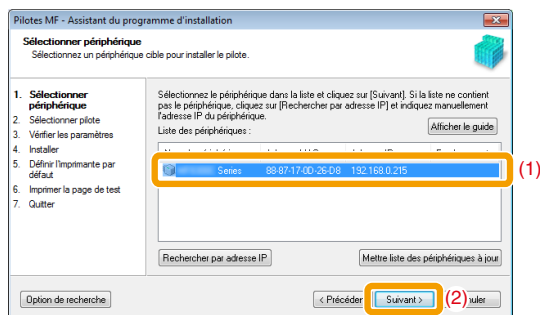 Pilotes MF - Assistant du programme d'installation
Sélectionner périphérique
Sélectionnez un périphérique cible pour installer le pilote.
1. Sélectionner
périphérique
2. Sélectionner pilote
3. Vérifier les paramètres
4. Installer
5. Définir l'imprimante par
défaut
6. Imprimer la page de test
7. Quitter
Sélectionnez le périphérique dans la liste et cliquez sur [Suivant]. Si la liste ne contient
pas le périphérique, cliquez sur [Rechercher par adresse IP] et indiquez manuellement
l'adresse IP du périphérique.
Liste des périphériques :
Afficher le guide
Series 88-87-17-0D-26-D8 192.168.0.215
(1)
Rechercher par adresse IP
Mettre liste des périphériques à jour
Option de recherche
< Précéder
Suivant >
(2)
nuler